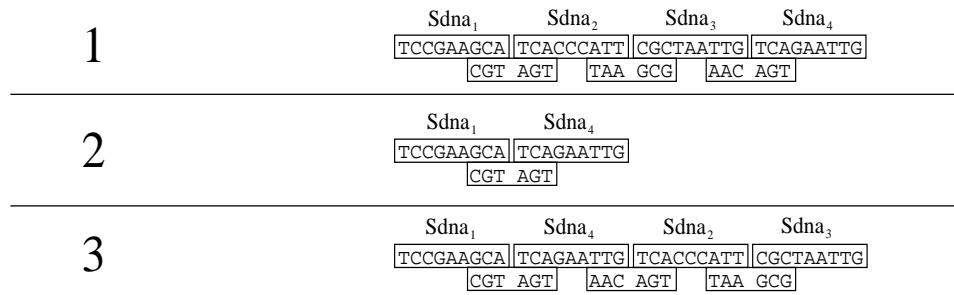 Sdna₁ Sdna₂ Sdna₃ Sdna₄
1 TCCGAAGCA TCACCCATT CGCTAATTG TCAGAATTG
CGT AGT TAA GCG AAC AGT
Sdna₁ Sdna₄
2 TCCGAAGCA TCAGAATTG
CGT AGT
Sdna₁ Sdna₄ Sdna₂ Sdna₃
3 TCCGAAGCA TCAGAATTG TCACCCATT CGCTAATTG
CGT AGT AAC AGT TAA GCG